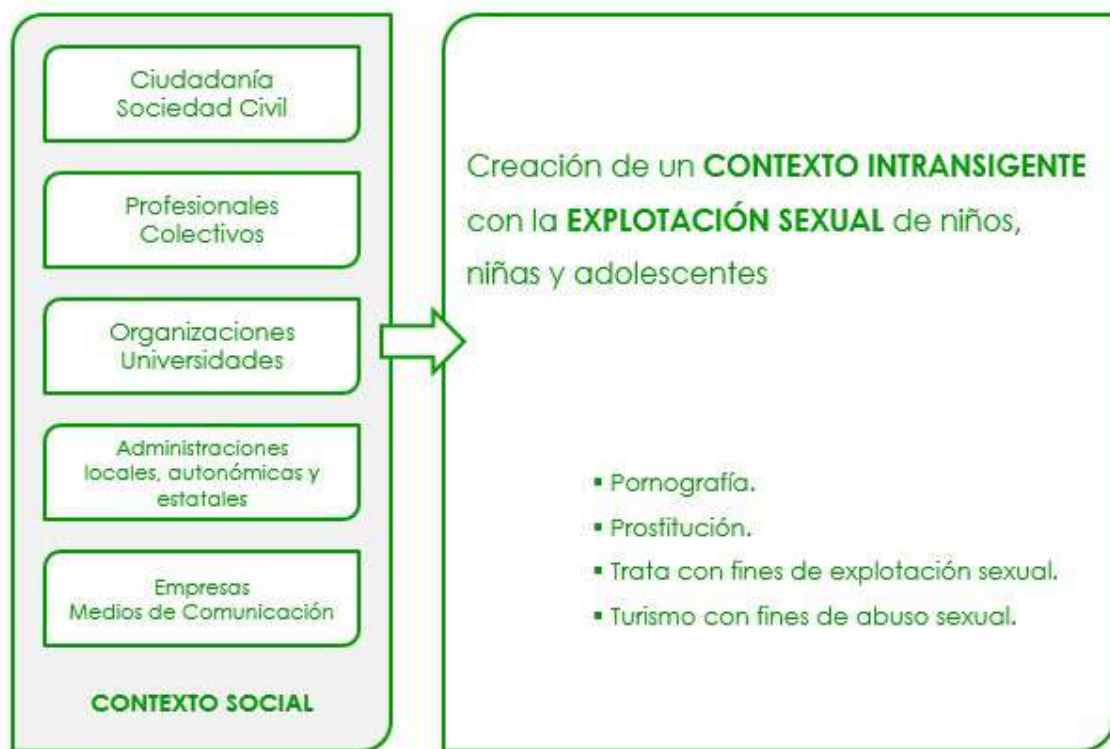 Ciudadanía
Sociedad Civil
Profesionales
Colectivos
Organizaciones
Universidades
Administraciones
locales, autonómicas y
estatales
Empresas
Medios de Comunicación
CONTEXTO SOCIAL
Creación de un CONTEXTO INTRANSIGENTE
con la EXPLOTACIÓN SEXUAL de niños,
niñas y adolescentes
▪ Pornografía.
▪ Prostitución.
▪ Trata con fines de explotación sexual.
▪ Turismo con fines de abuso sexual.